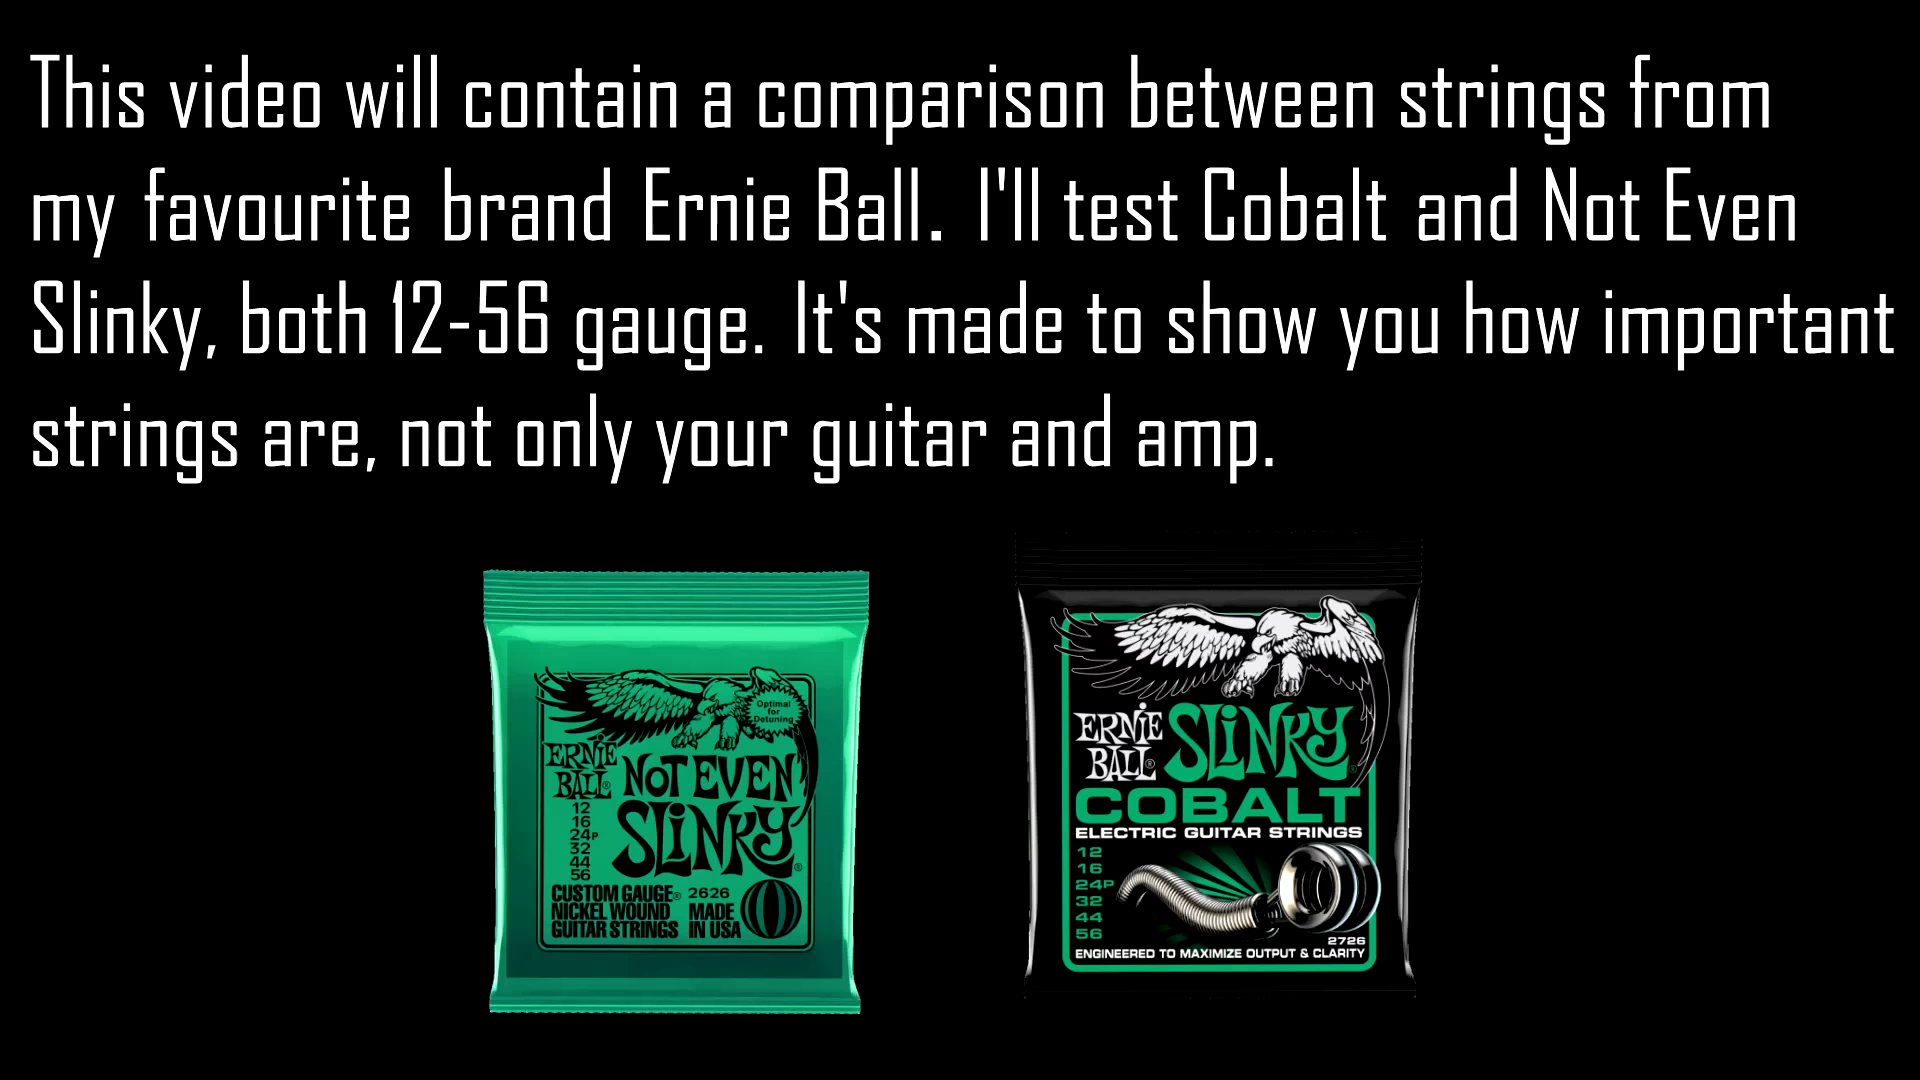 This video will contain a comparison between strings from
my favourite brand Ernie Ball. I'll test Cobalt and Not Even
Slinky, both 12-56 gauge. It's made to show you how important
strings are, not only your guitar and amp.
Optimal
for
Detuning
ERNIE
BALL®
NOT EVEN
SLINKY®
12
16
24P
32
44
56
CUSTOM GAUGE® 2626
NICKEL WOUND MADE
GUITAR STRINGS IN USA
ERNIE
BALL®
SLINKY®
COBALT
ELECTRIC GUITAR STRINGS
12
16
24P
32
44
56
2726
ENGINEERED TO MAXIMIZE OUTPUT & CLARITY